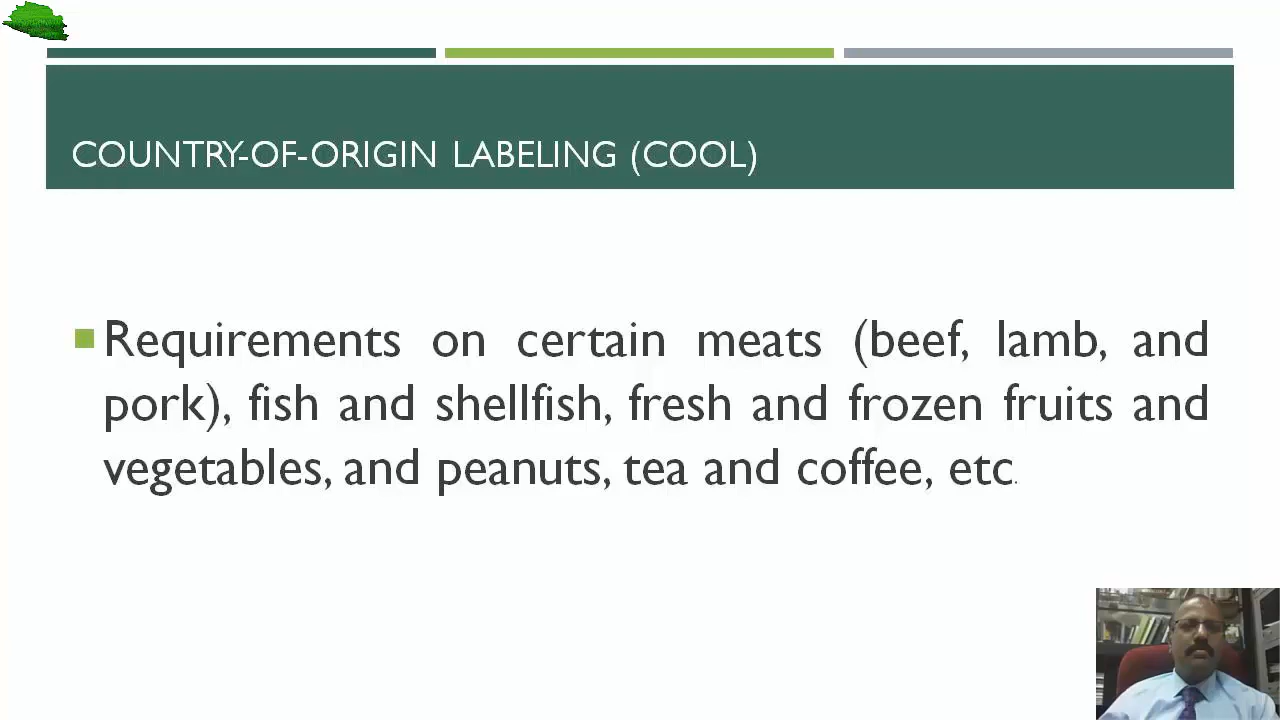 COUNTRY-OF-ORIGIN LABELING (COOL)
Requirements on certain meats (beef, lamb, and
pork), fish and shellfish, fresh and frozen fruits and
vegetables, and peanuts, tea and coffee, etc.